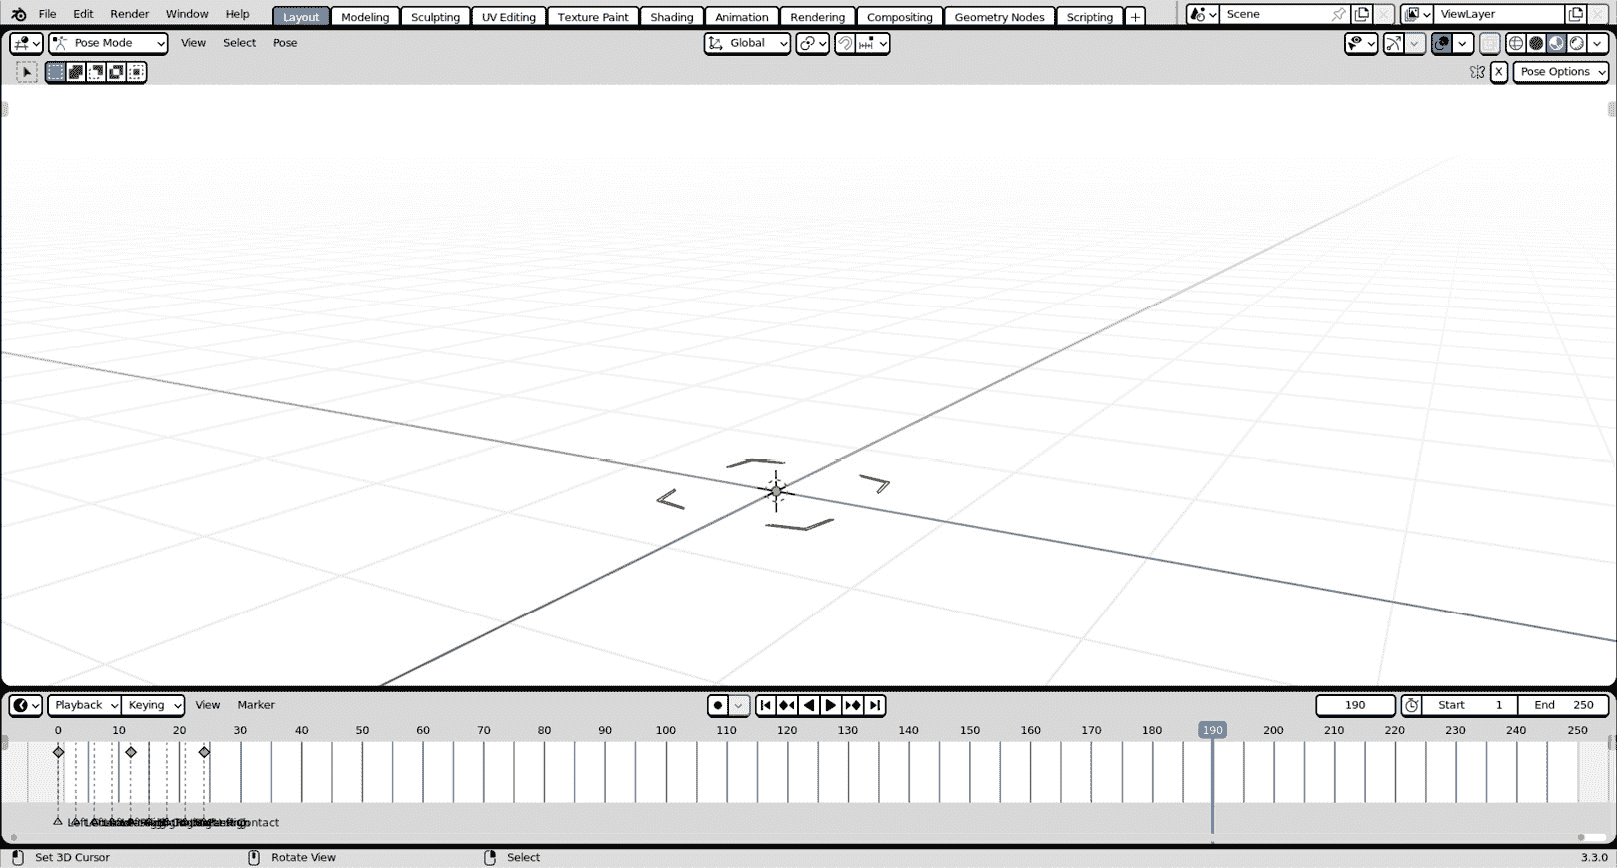 File Edit Render Window Help Layout Modeling Sculpting UV Editing Texture Paint Shading Animation Rendering Compositing Geometry Nodes Scripting + Scene ViewLayer
Pose Mode View Select Pose Global
X Pose Options
Playback Keying View Marker 190 Start 1 End 250
0 10 20 30 40 50 60 70 80 90 100 110 120 130 140 150 160 170 180 190 200 210 220 230 240 250
Set 3D Cursor Rotate View Select 3.3.0